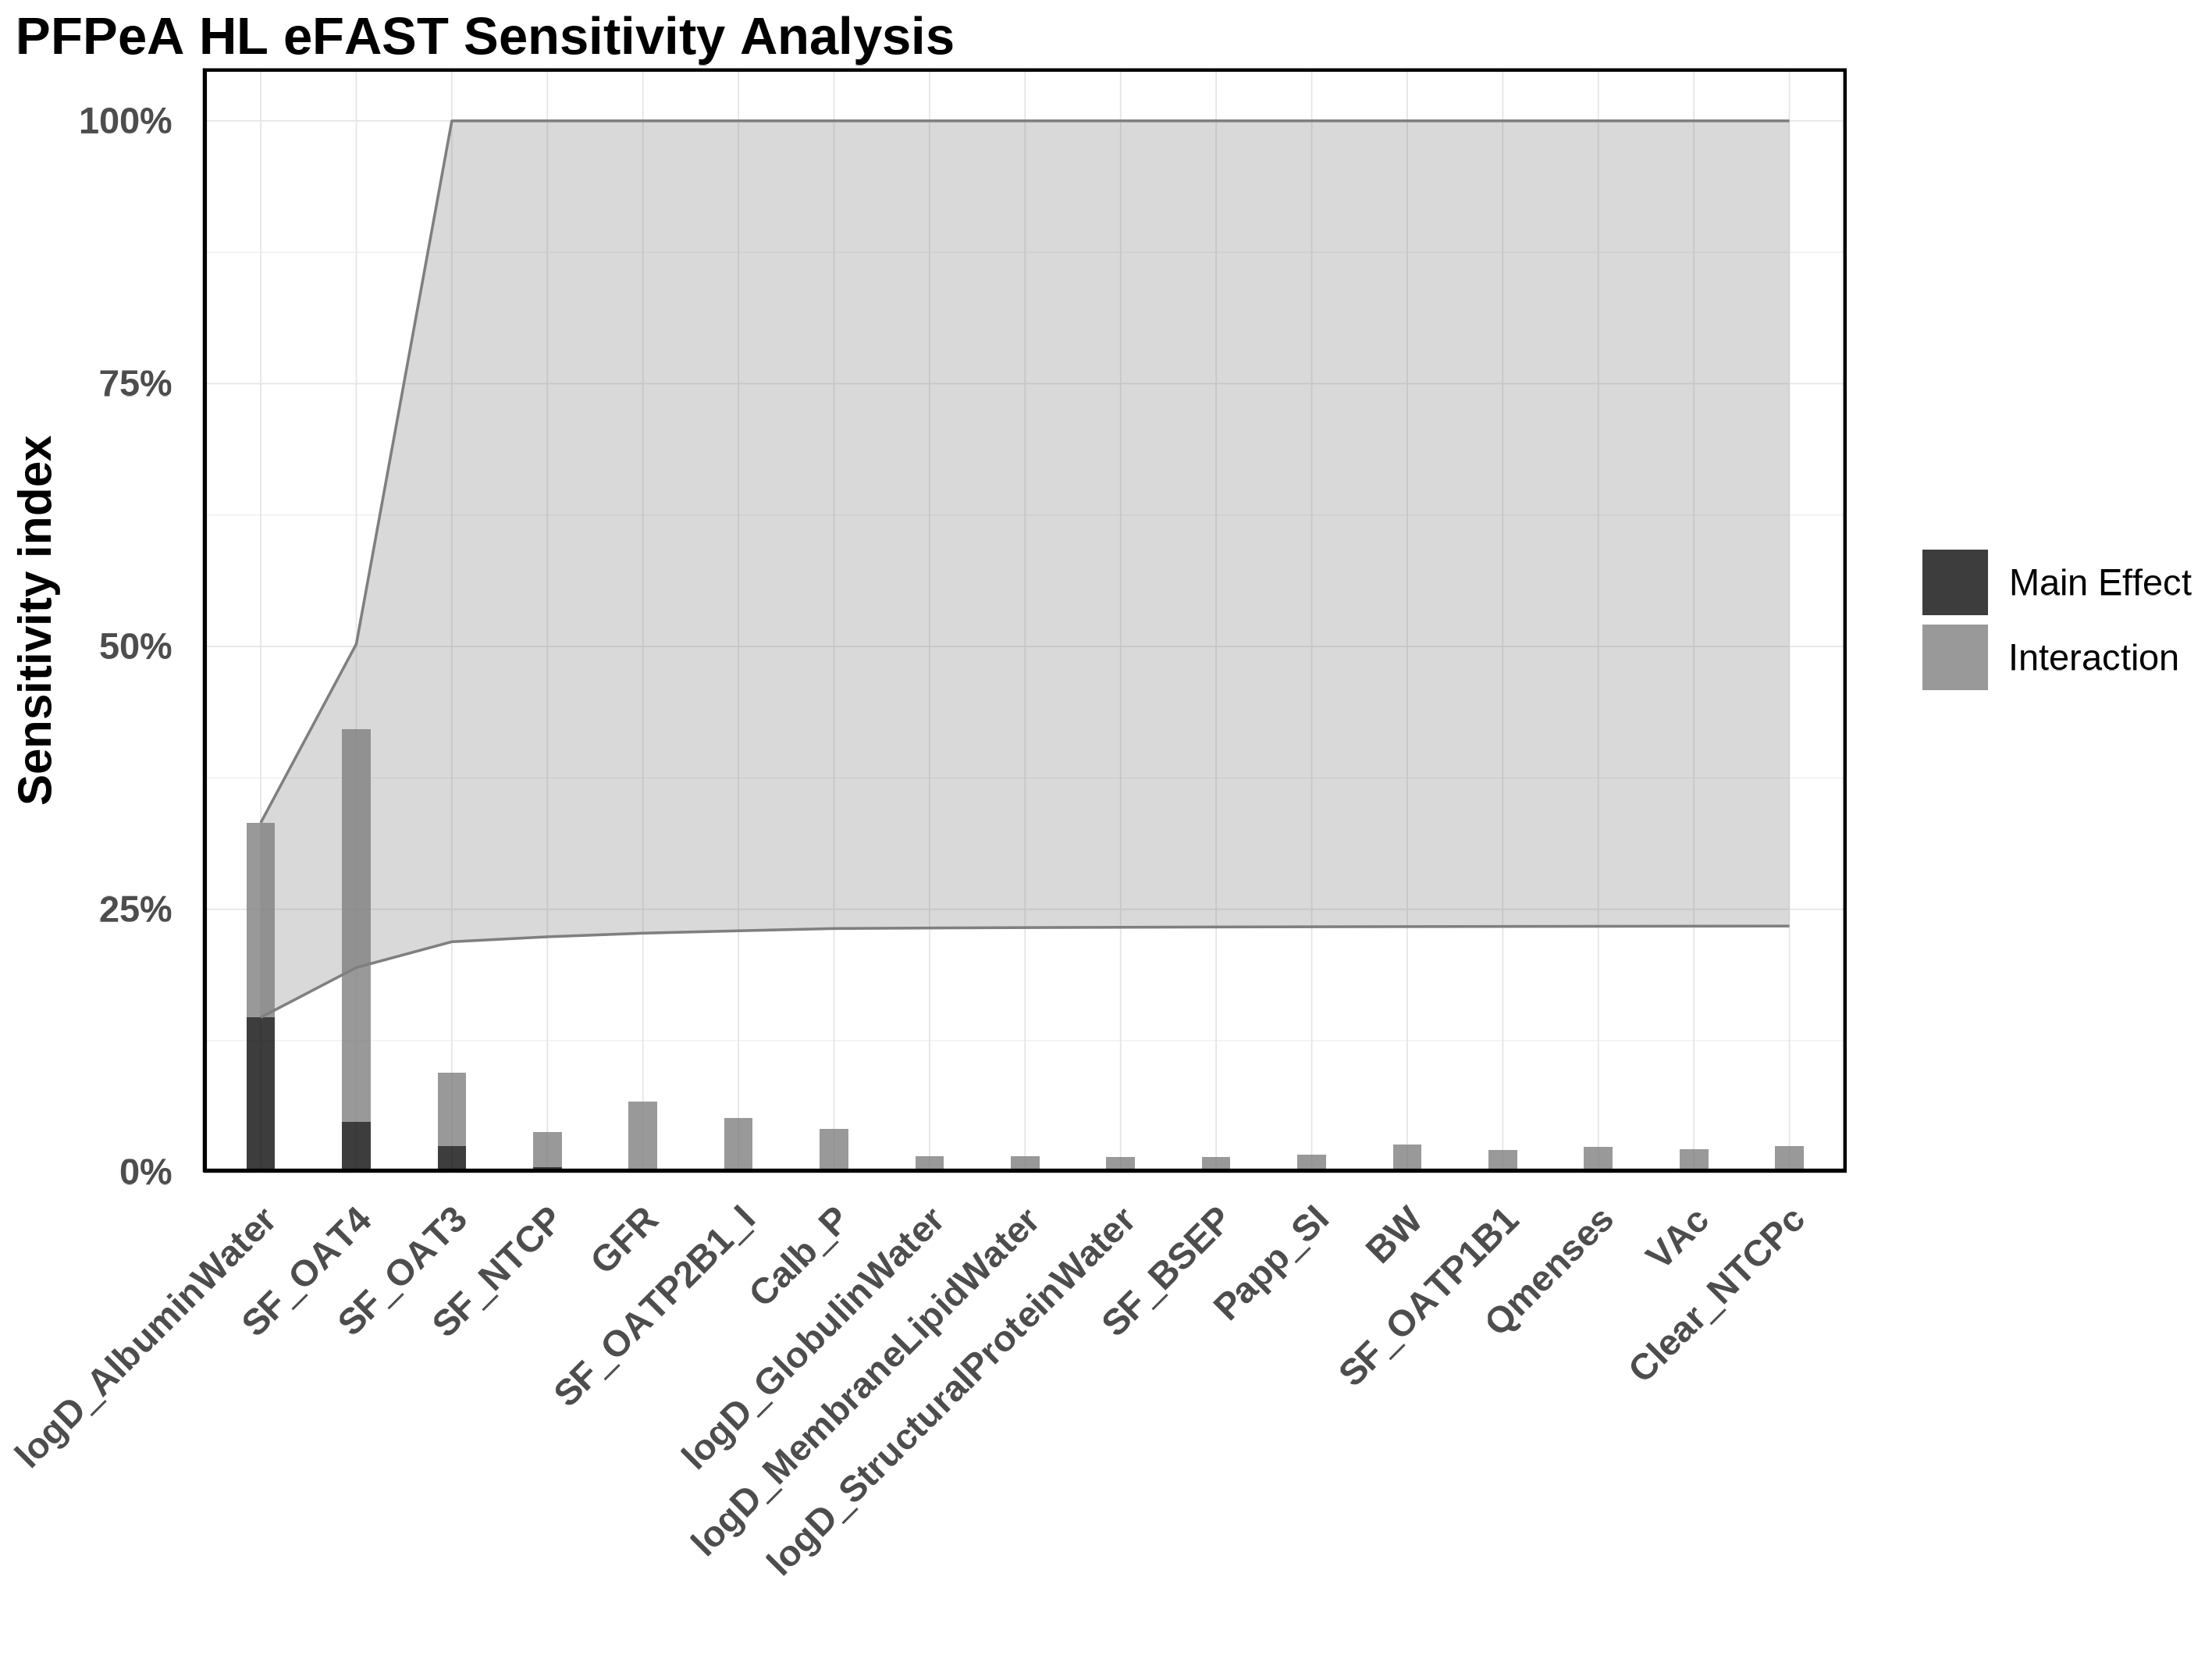 PFPeA HL eFAST Sensitivity Analysis
Sensitivity index
100%
75%
50%
25%
0%
logD_AlbuminWater
SF_OAT4
SF_OAT3
SF_NTCP
GFR
SF_OATP2B1_I
Calb_P
logD_GlobulinWater
logD_MembraneLipidWater
logD_StructuralProteinWater
SF_BSEP
Papp_SI
BW
SF_OATP1B1
Qmenses
VAc
Clear_NTCPc
Main Effect
Interaction